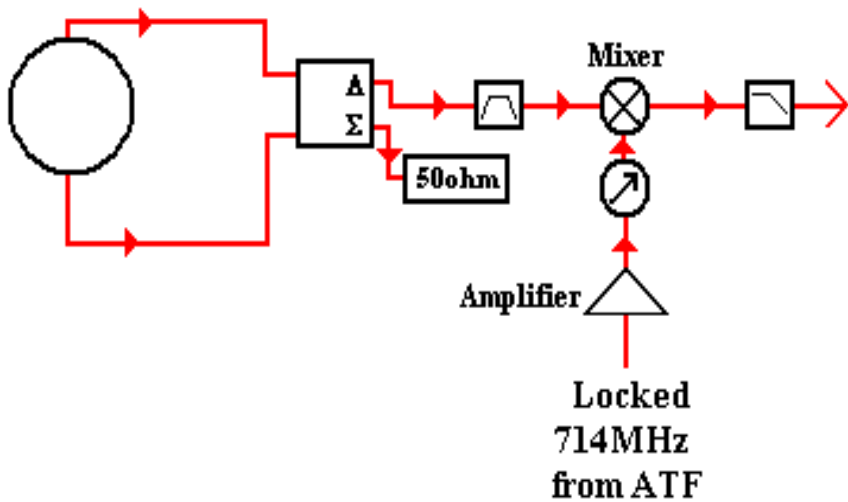 Mixer
Δ
Σ
50ohm
Amplifier
Locked
714MHz
from ATF